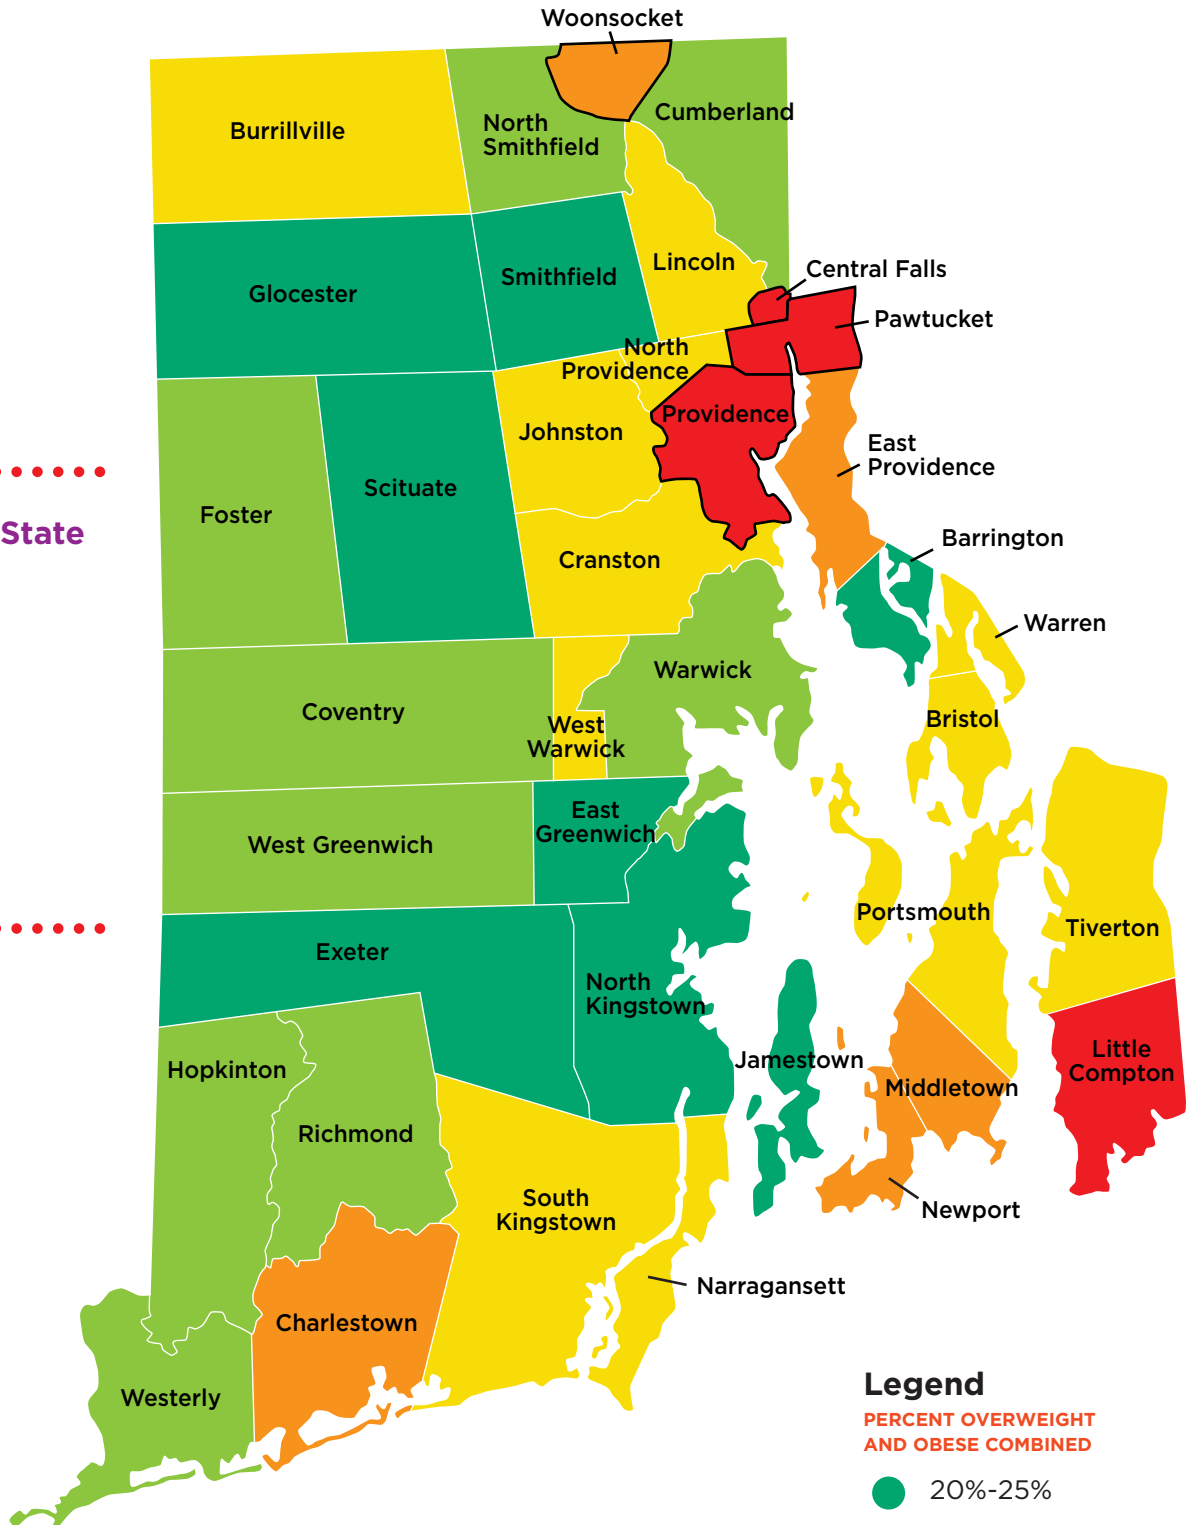 Woonsocket
Cumberland
North
Smithfield
Burrillville
Lincoln
Central Falls
Smithfield
Glocester
Pawtucket
North
Providence
Providence
Johnston
East
Providence
Scituate
Foster
State
Barrington
Cranston
Warren
Warwick
Coventry
Bristol
West
Warwick
East
Greenwich
West Greenwich
Portsmouth
Tiverton
Exeter
North
Kingstown
Jamestown
Little
Compton
Hopkinton
Middletown
Richmond
South
Kingstown
Newport
Narragansett
Charlestown
Westerly
Legend
PERCENT OVERWEIGHT
AND OBESE COMBINED
20%-25%